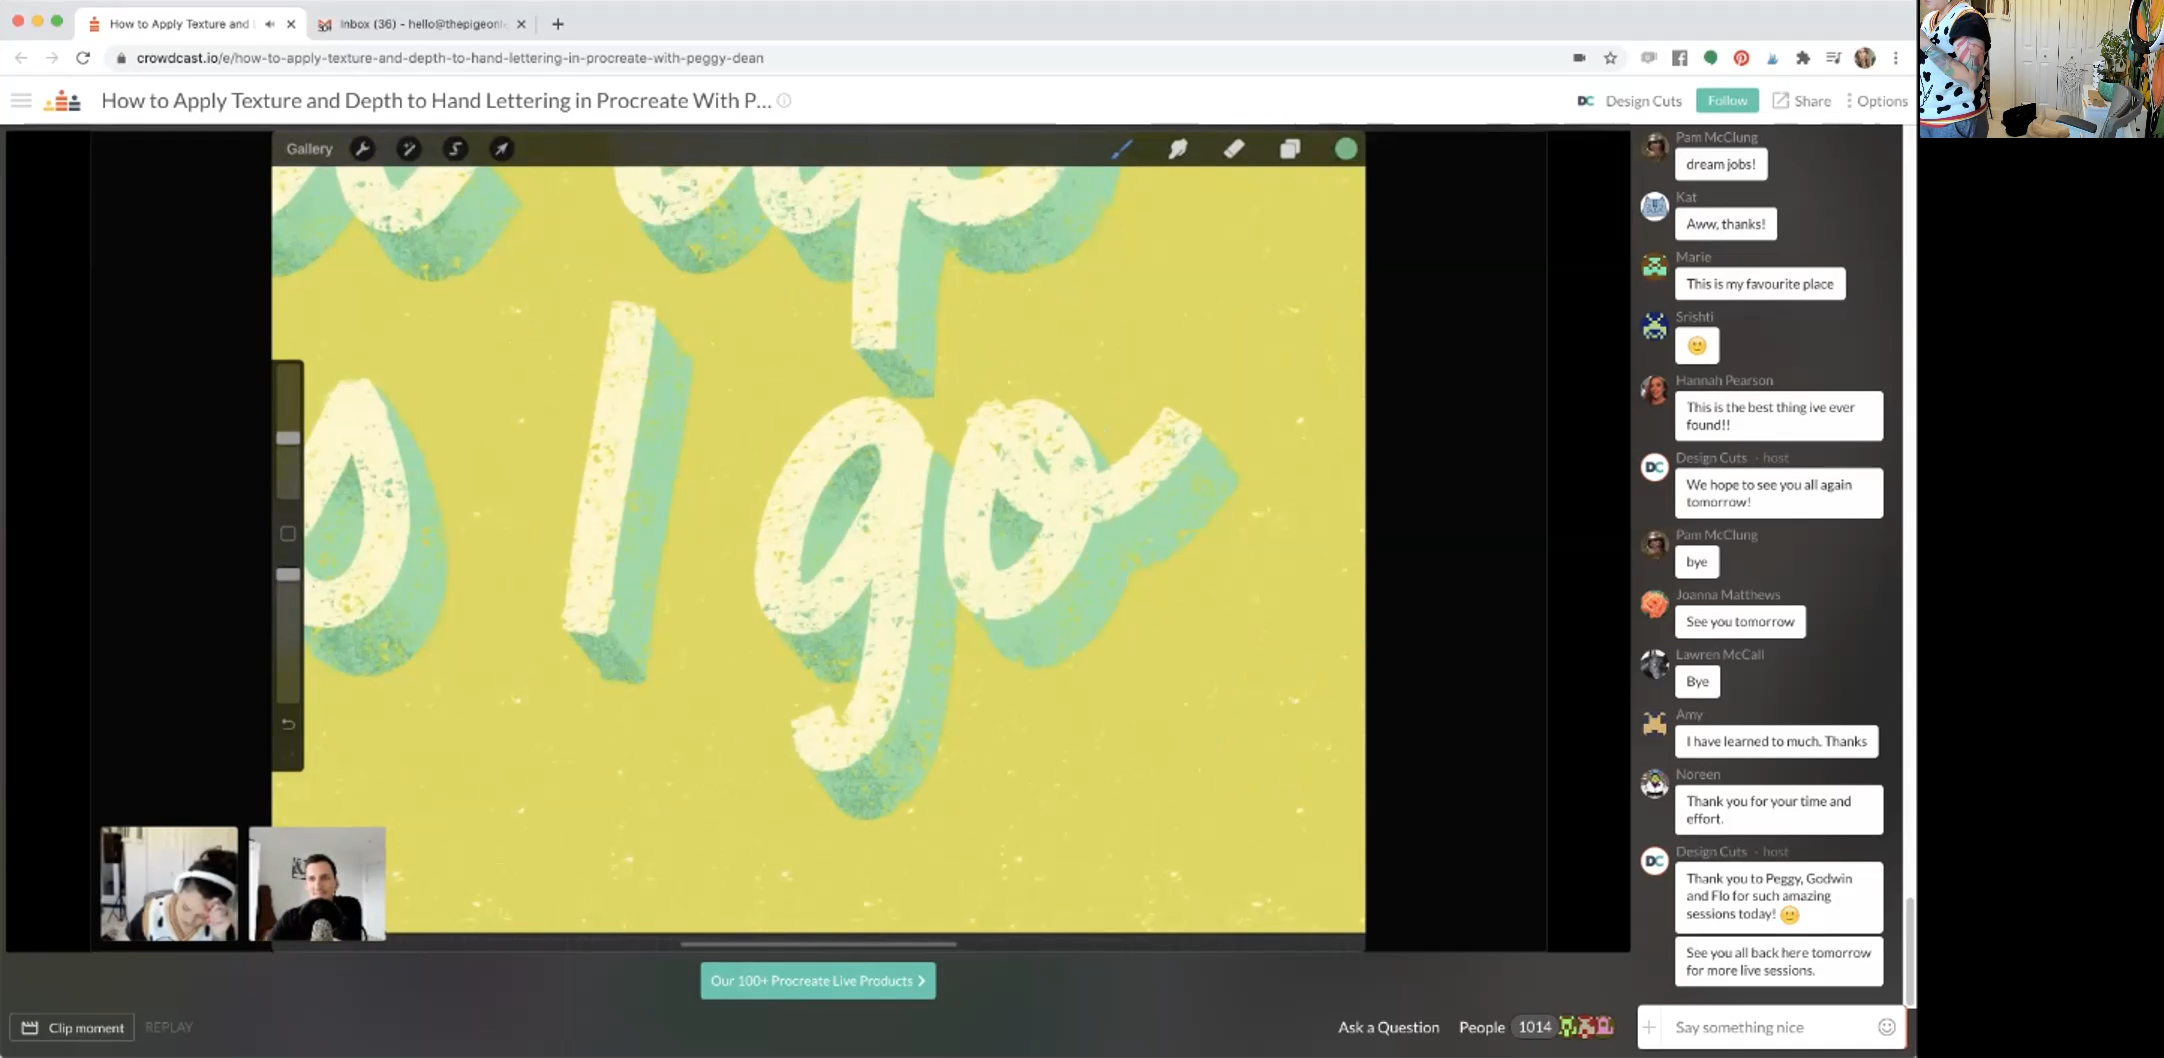 How to Apply Texture and
Inbox (36) - hello@thepigeonle
crowdcast.io/e/how-to-apply-texture-and-depth-to-hand-lettering-in-procreate-with-peggy-dean
How to Apply Texture and Depth to Hand Lettering in Procreate With P...
DC Design Cuts
Follow
Share
Options
Gallery
I go
Our 100+ Procreate Live Products
Clip moment
REPLAY
Ask a Question
People 1014
Pam McClung
dream jobs!
Kat
Aww, thanks!
Marie
This is my favourite place
Srishti
🙂
Hannah Pearson
This is the best thing ive ever
found!!
DC
Design Cuts · host
We hope to see you all again
tomorrow!
Pam McClung
bye
Joanna Matthews
See you tomorrow
Lawren McCall
Bye
Amy
I have learned to much. Thanks
Noreen
Thank you for your time and
effort.
DC
Design Cuts · host
Thank you to Peggy, Godwin
and Flo for such amazing
sessions today! 🙂
See you all back here tomorrow
for more live sessions.
Say something nice